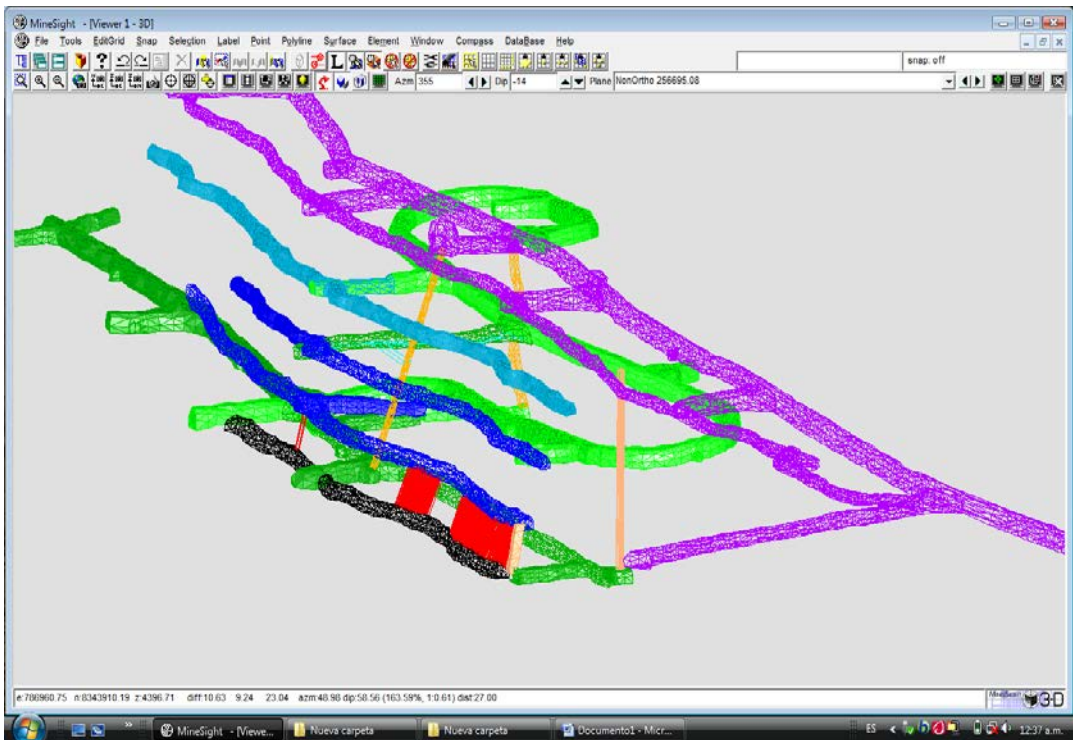 MineSight - [Viewer 1 - 3D]
File Tools EditGrid Snap Selection Label Point Polyline Surface Element Window Compass DataBase Help
snap: off
Azm 355 Dip -14 Plane NonOrtho 256695.08
e:786960.75 n:8343910.19 z:4396.71 diff:10.63 9.24 23.04 azm:48.98 dip:58.56 (163.59%, 1:0.61) dist:27.00
MineSight 3-D
MineSight - [Viewe... Nueva carpeta Nueva carpeta Documento1 - Micr... ES 12:37 a.m.